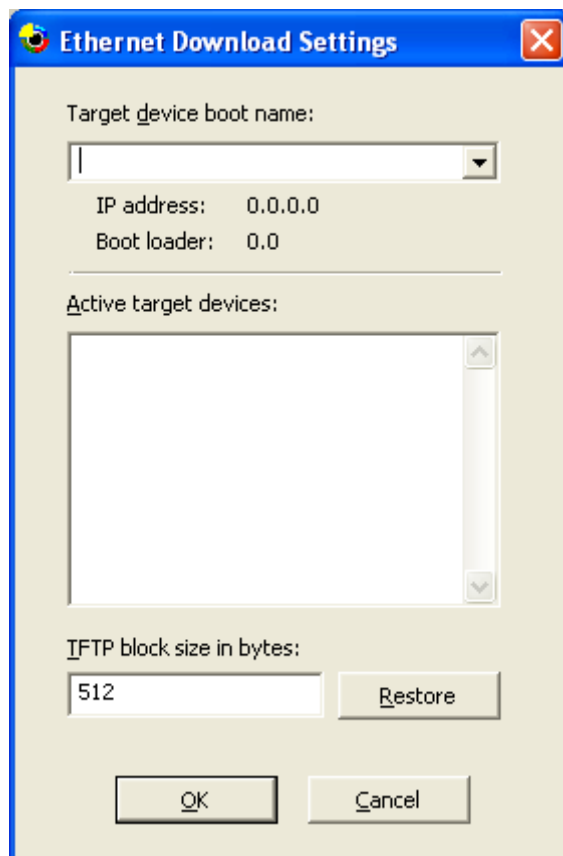 Ethernet Download Settings
Target device boot name:
IP address: 0.0.0.0
Boot loader: 0.0
Active target devices:
TFTP block size in bytes:
512 Restore
OK Cancel